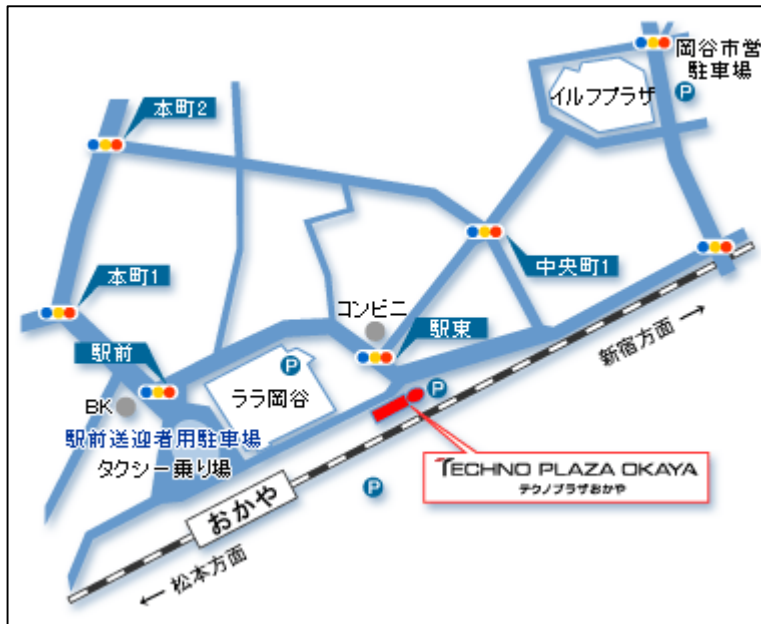 岡谷市営
駐車場
P
イルフプラザ
本町2
中央町1
本町1
コンビニ
駅東
新宿方面
駅前
P
ララ岡谷
P
BK
駅前送迎者用駐車場
タクシー乗り場
TECHNO PLAZA OKAYA
テクノプラザおかや
P
おかや
松本方面